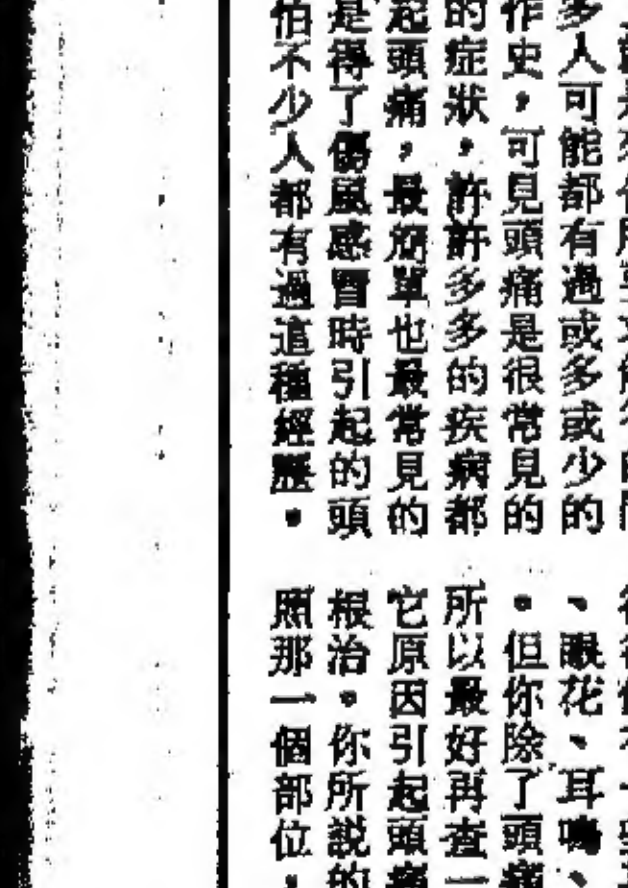 多人可能都有過或多或少的
作史，可見頭痛是很常見的
的症狀，許許多多的疾病都
起頭痛，最簡單也最常見的
是得了傷風感冒時引起的頭
怕不少人都有過這種經歷。
、眼花、耳鳴、
。但你除了頭痛
所以最好再查一
它原因引起頭痛
根治。你所説的
照那一個部位，